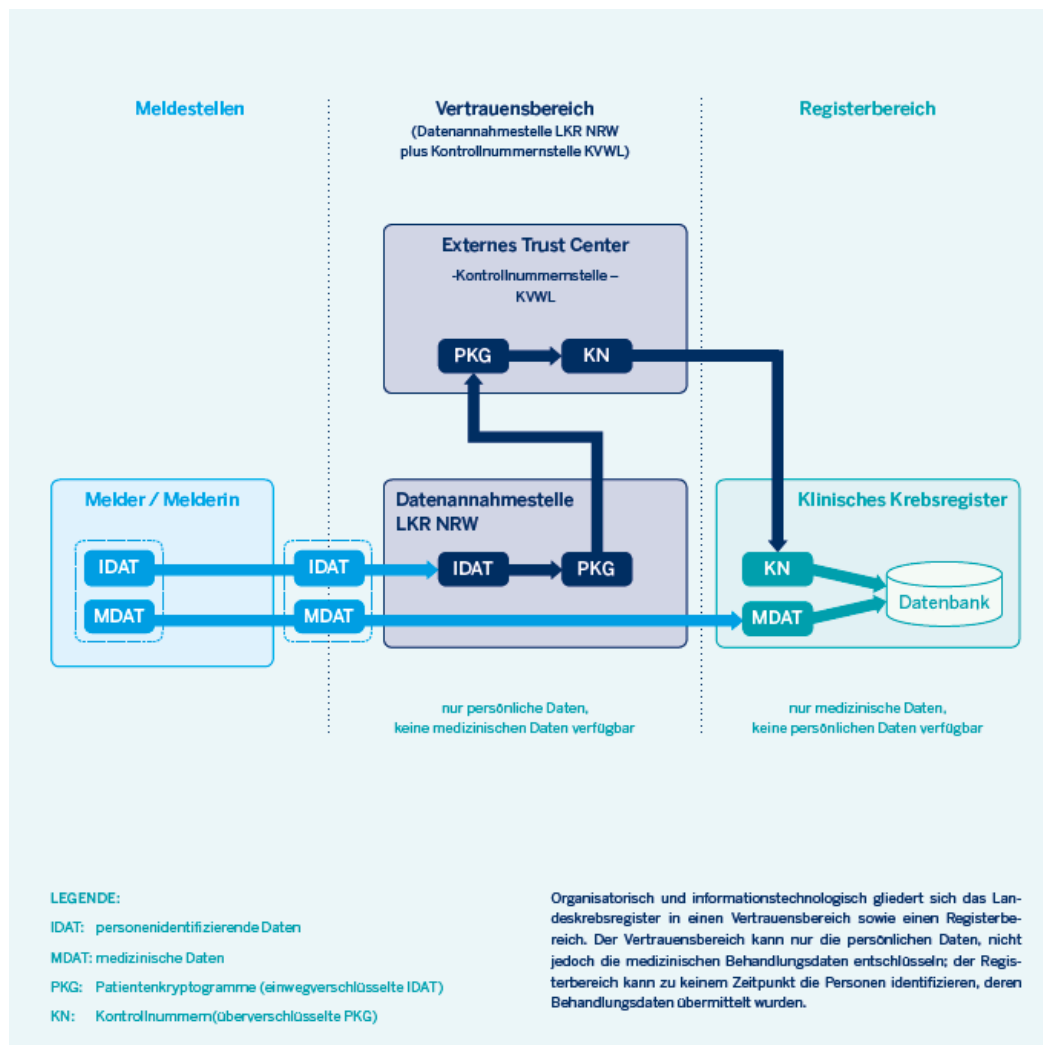 Meldestellen
Vertrauensbereich
(Datenannahmestelle LKR NRW
plus Kontrollnummernstelle KVWL)
Registerbereich
Externes Trust Center
-Kontrollnummernstelle –
KVWL
PKG
KN
Melder / Melderin
IDAT
MDAT
IDAT
MDAT
Datenannahmestelle
LKR NRW
IDAT
PKG
Klinisches Krebsregister
KN
MDAT
Datenbank
nur persönliche Daten,
keine medizinischen Daten verfügbar
nur medizinische Daten,
keine persönlichen Daten verfügbar
LEGENDE:
IDAT: personenidentifizierende Daten
MDAT: medizinische Daten
PKG: Patientenkryptogramme (einwegverschlüsselte IDAT)
KN: Kontrollnummern(überverschlüsselte PKG)
Organisatorisch und informationstechnologisch gliedert sich das Lan-
deskrebsregister in einen Vertrauensbereich sowie einen Registerbe-
reich. Der Vertrauensbereich kann nur die persönlichen Daten, nicht
jedoch die medizinischen Behandlungsdaten entschlüsseln; der Regis-
terbereich kann zu keinem Zeitpunkt die Personen identifizieren, deren
Behandlungsdaten übermittelt wurden.